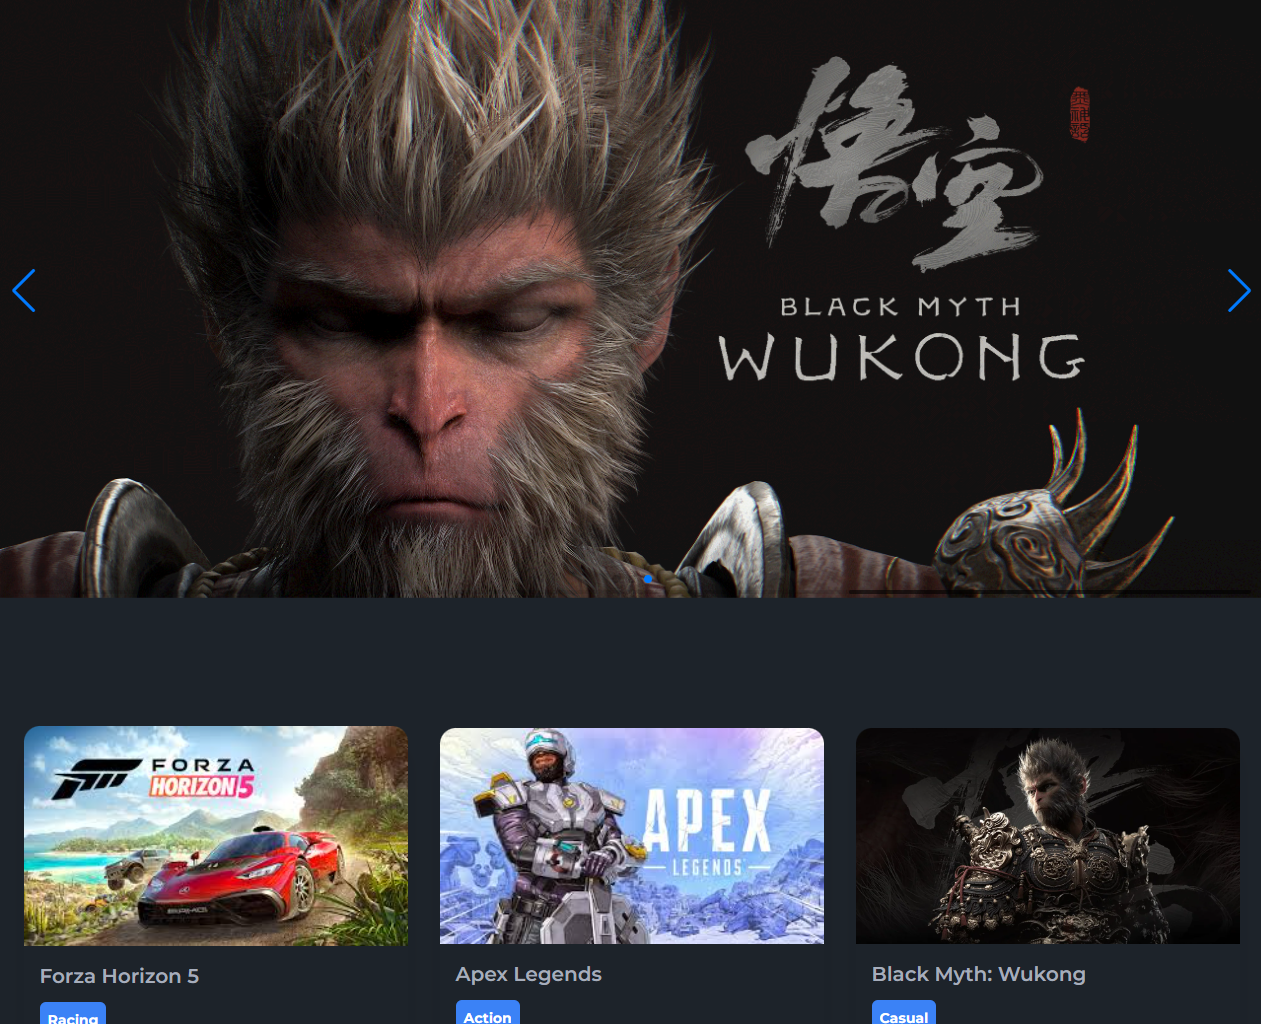 悟空
BLACK MYTH
WUKONG
FORZA
HORIZON 5
APEX
LEGENDS
Forza Horizon 5
Apex Legends
Black Myth: Wukong
Racing
Action
Casual